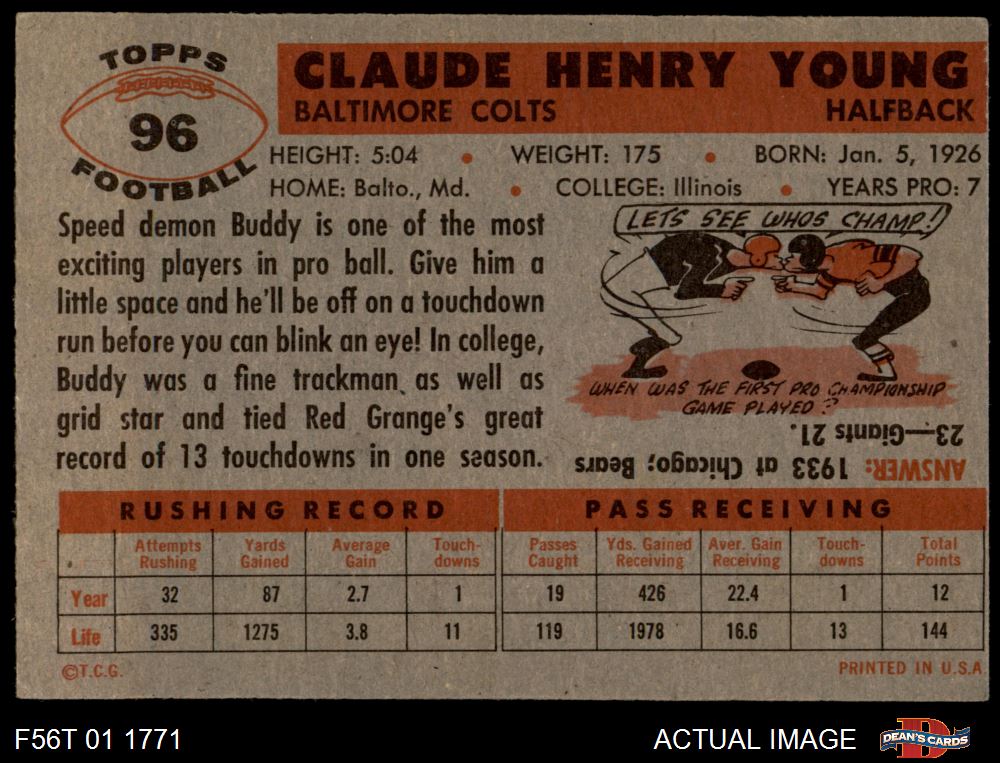 TOPPS
96
FOOTBALL
CLAUDE HENRY YOUNG
BALTIMORE COLTS HALFBACK
HEIGHT: 5:04 • WEIGHT: 175 • BORN: Jan. 5, 1926
HOME: Balto., Md. • COLLEGE: Illinois • YEARS PRO: 7
Speed demon Buddy is one of the most
exciting players in pro ball. Give him a
little space and he'll be off on a touchdown
run before you can blink an eye! In college,
Buddy was a fine trackman as well as
grid star and tied Red Grange's great
record of 13 touchdowns in one season.
LETS SEE WHOS CHAMP!
WHEN WAS THE FIRST PRO CHAMPIONSHIP
GAME PLAYED?
ANSWER: 1933 at Chicago; Bears
23—Giants 21.
RUSHING RECORD PASS RECEIVING
Attempts Rushing Yards Gained Average Gain Touch-downs Passes Caught Yds. Gained Receiving Aver. Gain Receiving Touch-downs Total Points
Year 32 87 2.7 1 19 426 22.4 1 12
Life 335 1275 3.8 11 119 1978 16.6 13 144
©T.C.G. PRINTED IN U.S.A
F56T 01 1771 ACTUAL IMAGE D DEAN'S CARDS